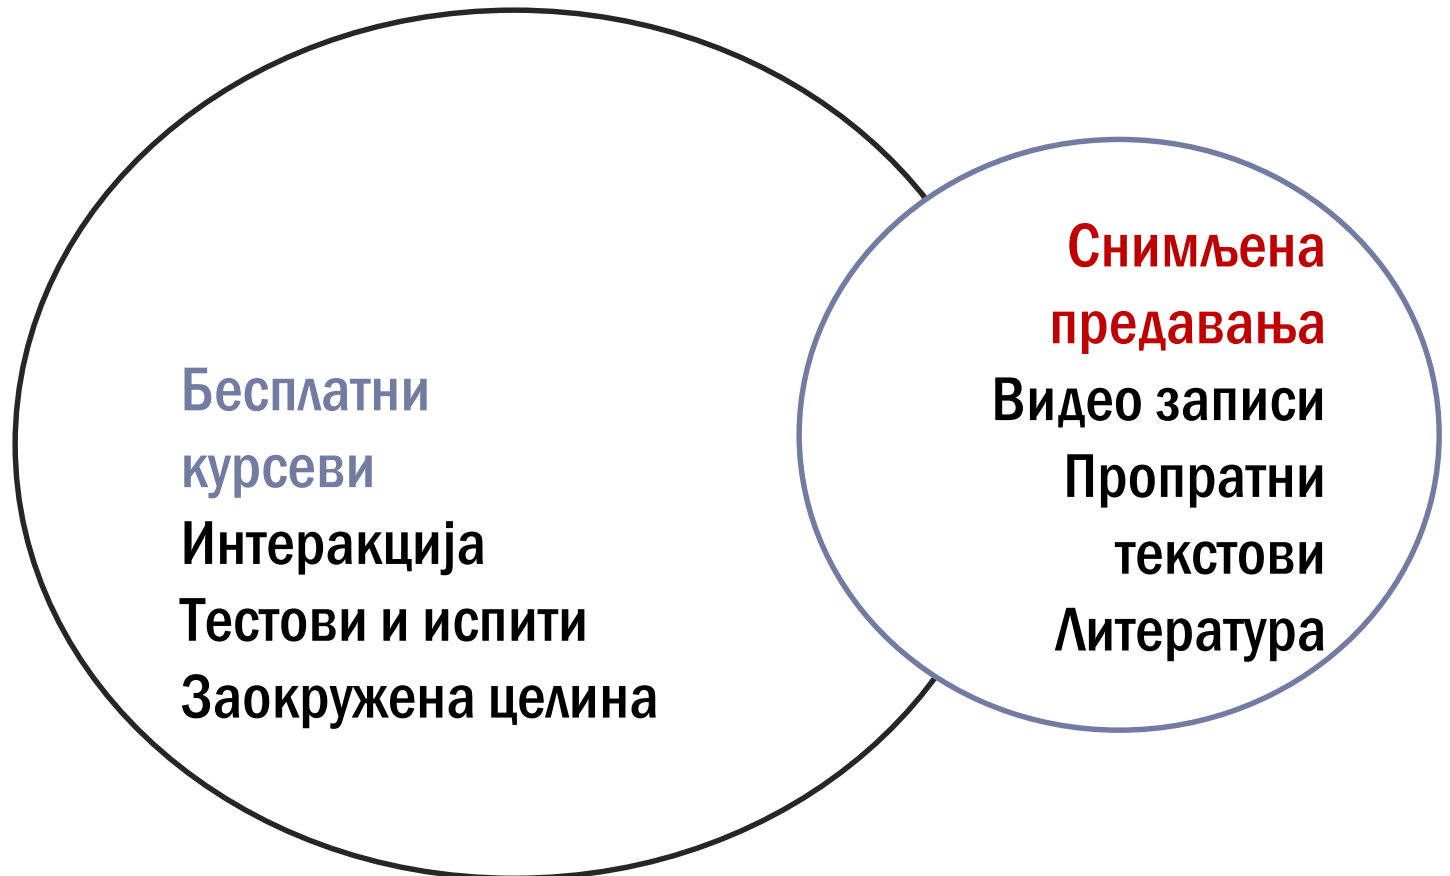 Бесплатни
курсеви
Интеракција
Тестови и испити
Заокружена целина
Снимљена
предавања
Видео записи
Пропратни
текстови
Литература